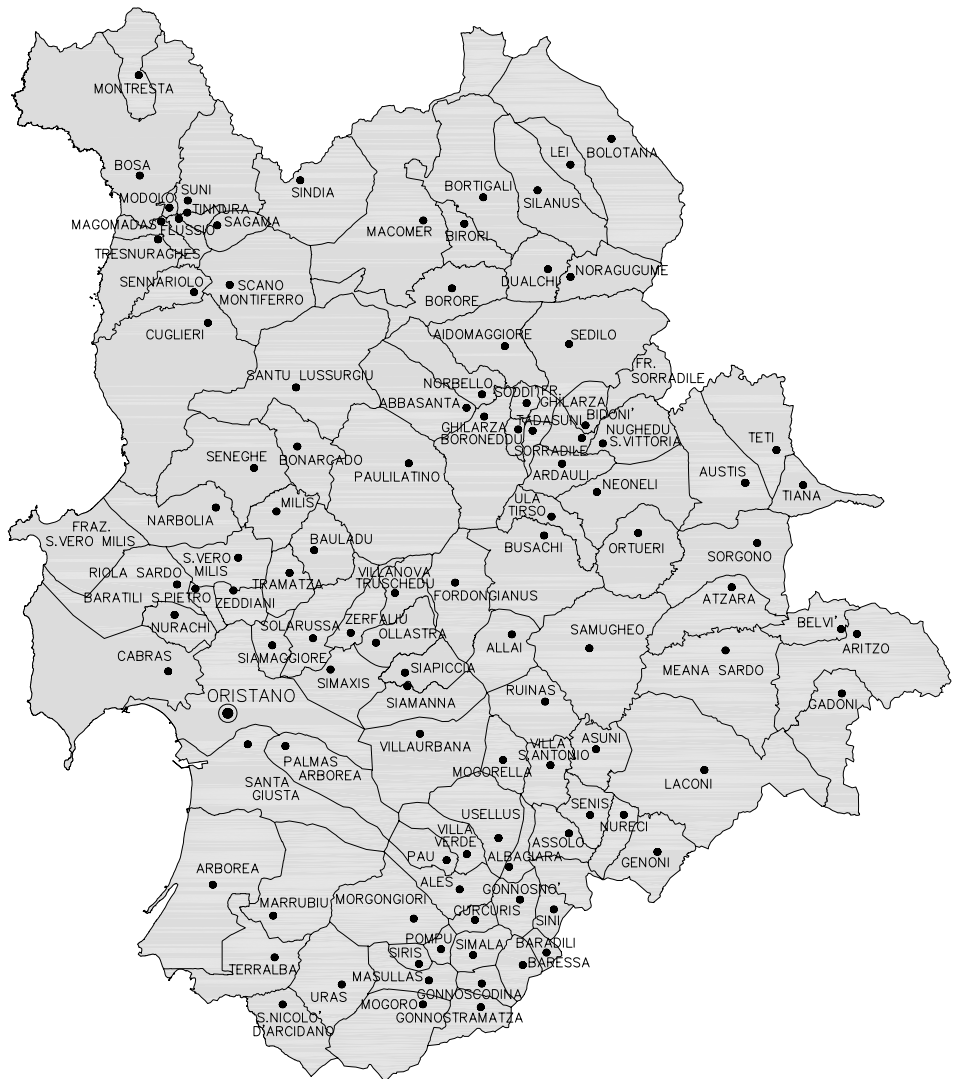 MONTRESTA
BOSA
LEI
BOLOTANA
SINDIA
BORTIGALI
SILANUS
MODOLO
SUNI
TINNURA
MAGOMADAS
FLUSSIO
SAGAMA
MACOMER
BIRORI
TRESNURAGHES
SENNARIOLO
SCANO
MONTIFERRO
DUALCHI
NORAGUGUME
BORORE
CUGLIERI
AIDOMAGGIORE
SEDILO
FR.
SORRADILE
SANTU LUSSURGIU
NORBELLO
SODDI'
FR.
GHILARZA
ABBASANTA
BIDONI'
GHILARZA
TADASUNI
NUGHEDU
S.VITTORIA
BORONEDDU
SORRADILE
TETI
SENEGHE
BONARCADO
PAULILATINO
ARDAULI
NEONELI
AUSTIS
TIANA
NARBOLIA
MILIS
ULA
TIRSO
FRAZ.
S.VERO MILIS
BAULADU
BUSACHI
ORTUERI
SORGONO
RIOLA SARDO
S.VERO
MILIS
TRAMATZA
VILLANOVA
TRUSCHEDU
FORDONGIANUS
BARATILI S.PIETRO
ZEDDIANI
ATZARA
NURACHI
SOLARUSSA
ZERFALIU
OLLASTRA
ALLAI
SAMUGHEO
BELVI'
ARITZO
CABRAS
SIAMAGGIORE
SIMAXIS
SIAPICCIA
SIAMANNA
MEANA SARDO
ORISTANO
RUINAS
GADONI
VILLAURBANA
VILLA
S.ANTONIO
ASUNI
PALMAS
ARBOREA
SANTA
GIUSTA
MOGORELLA
LACONI
USELLUS
SENIS
NURECI
VILLA
VERDE
ASSOLO
PAU
ALBAGIARA
GENONI
ARBOREA
ALES
GONNOSNO'
MARRUBIU
MORGONGIORI
CURCURIS
SINI
POMPU
SIMALA
BARADILI
SIRIS
BARESSA
TERRALBA
MASULLAS
URAS
GONNOSCODINA
MOGORO
GONNOSTRAMATZA
S.NICOLO'
D'ARCIDANO